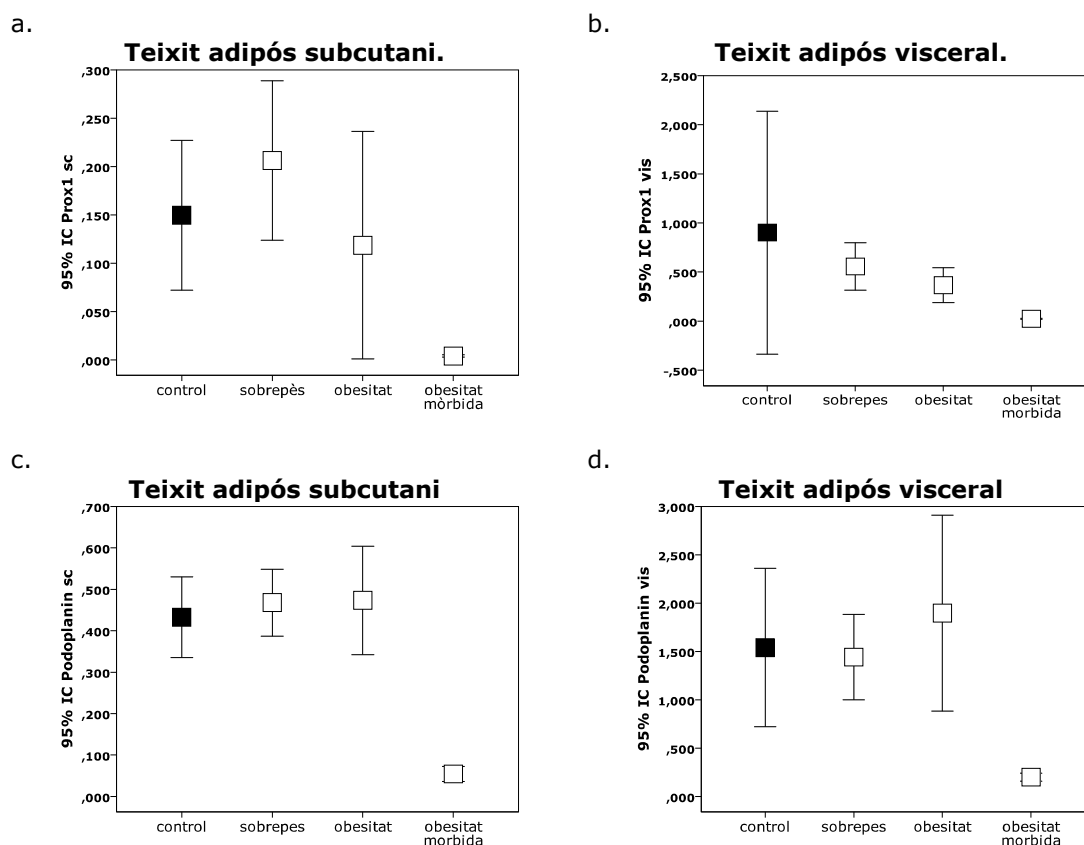 a.
Teixit adipós subcutani.
,300
,250
,200
,150
,100
,050
,000
95% IC Prox1 sc
control
sobrepès
obesitat
obesitat
mòrbida
b.
Teixit adipós visceral.
2,500
2,000
1,500
1,000
,500
,000
-,500
95% IC Prox1 vis
control
sobrepes
obesitat
obesitat
morbida
c.
Teixit adipós subcutani
,700
,600
,500
,400
,300
,200
,100
,000
95% IC Podoplanin sc
control
sobrepes
obesitat
obesitat
mòrbida
d.
Teixit adipós visceral
3,000
2,500
2,000
1,500
1,000
,500
,000
95% IC Podoplanin vis
control
sobrepes
obesitat
obesitat
morbida